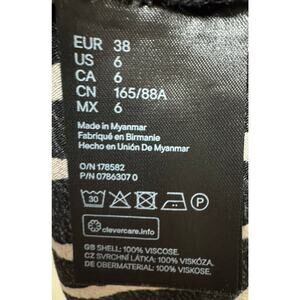 EUR 38
US 6
CA 6
CN 165/88A
MX 6
Made in Myanmar
Fabriqué en Birmanie
Hecho en Unión De Myanmar
O/N 178582
P/N 0786307 0
30
P
clevercare.info
GB SHELL: 100% VISCOSE.
CZ SVRCHNÍ LÁTKA: 100% VISKÓZA.
DE OBERMATERIAL: 100% VISKOSE.